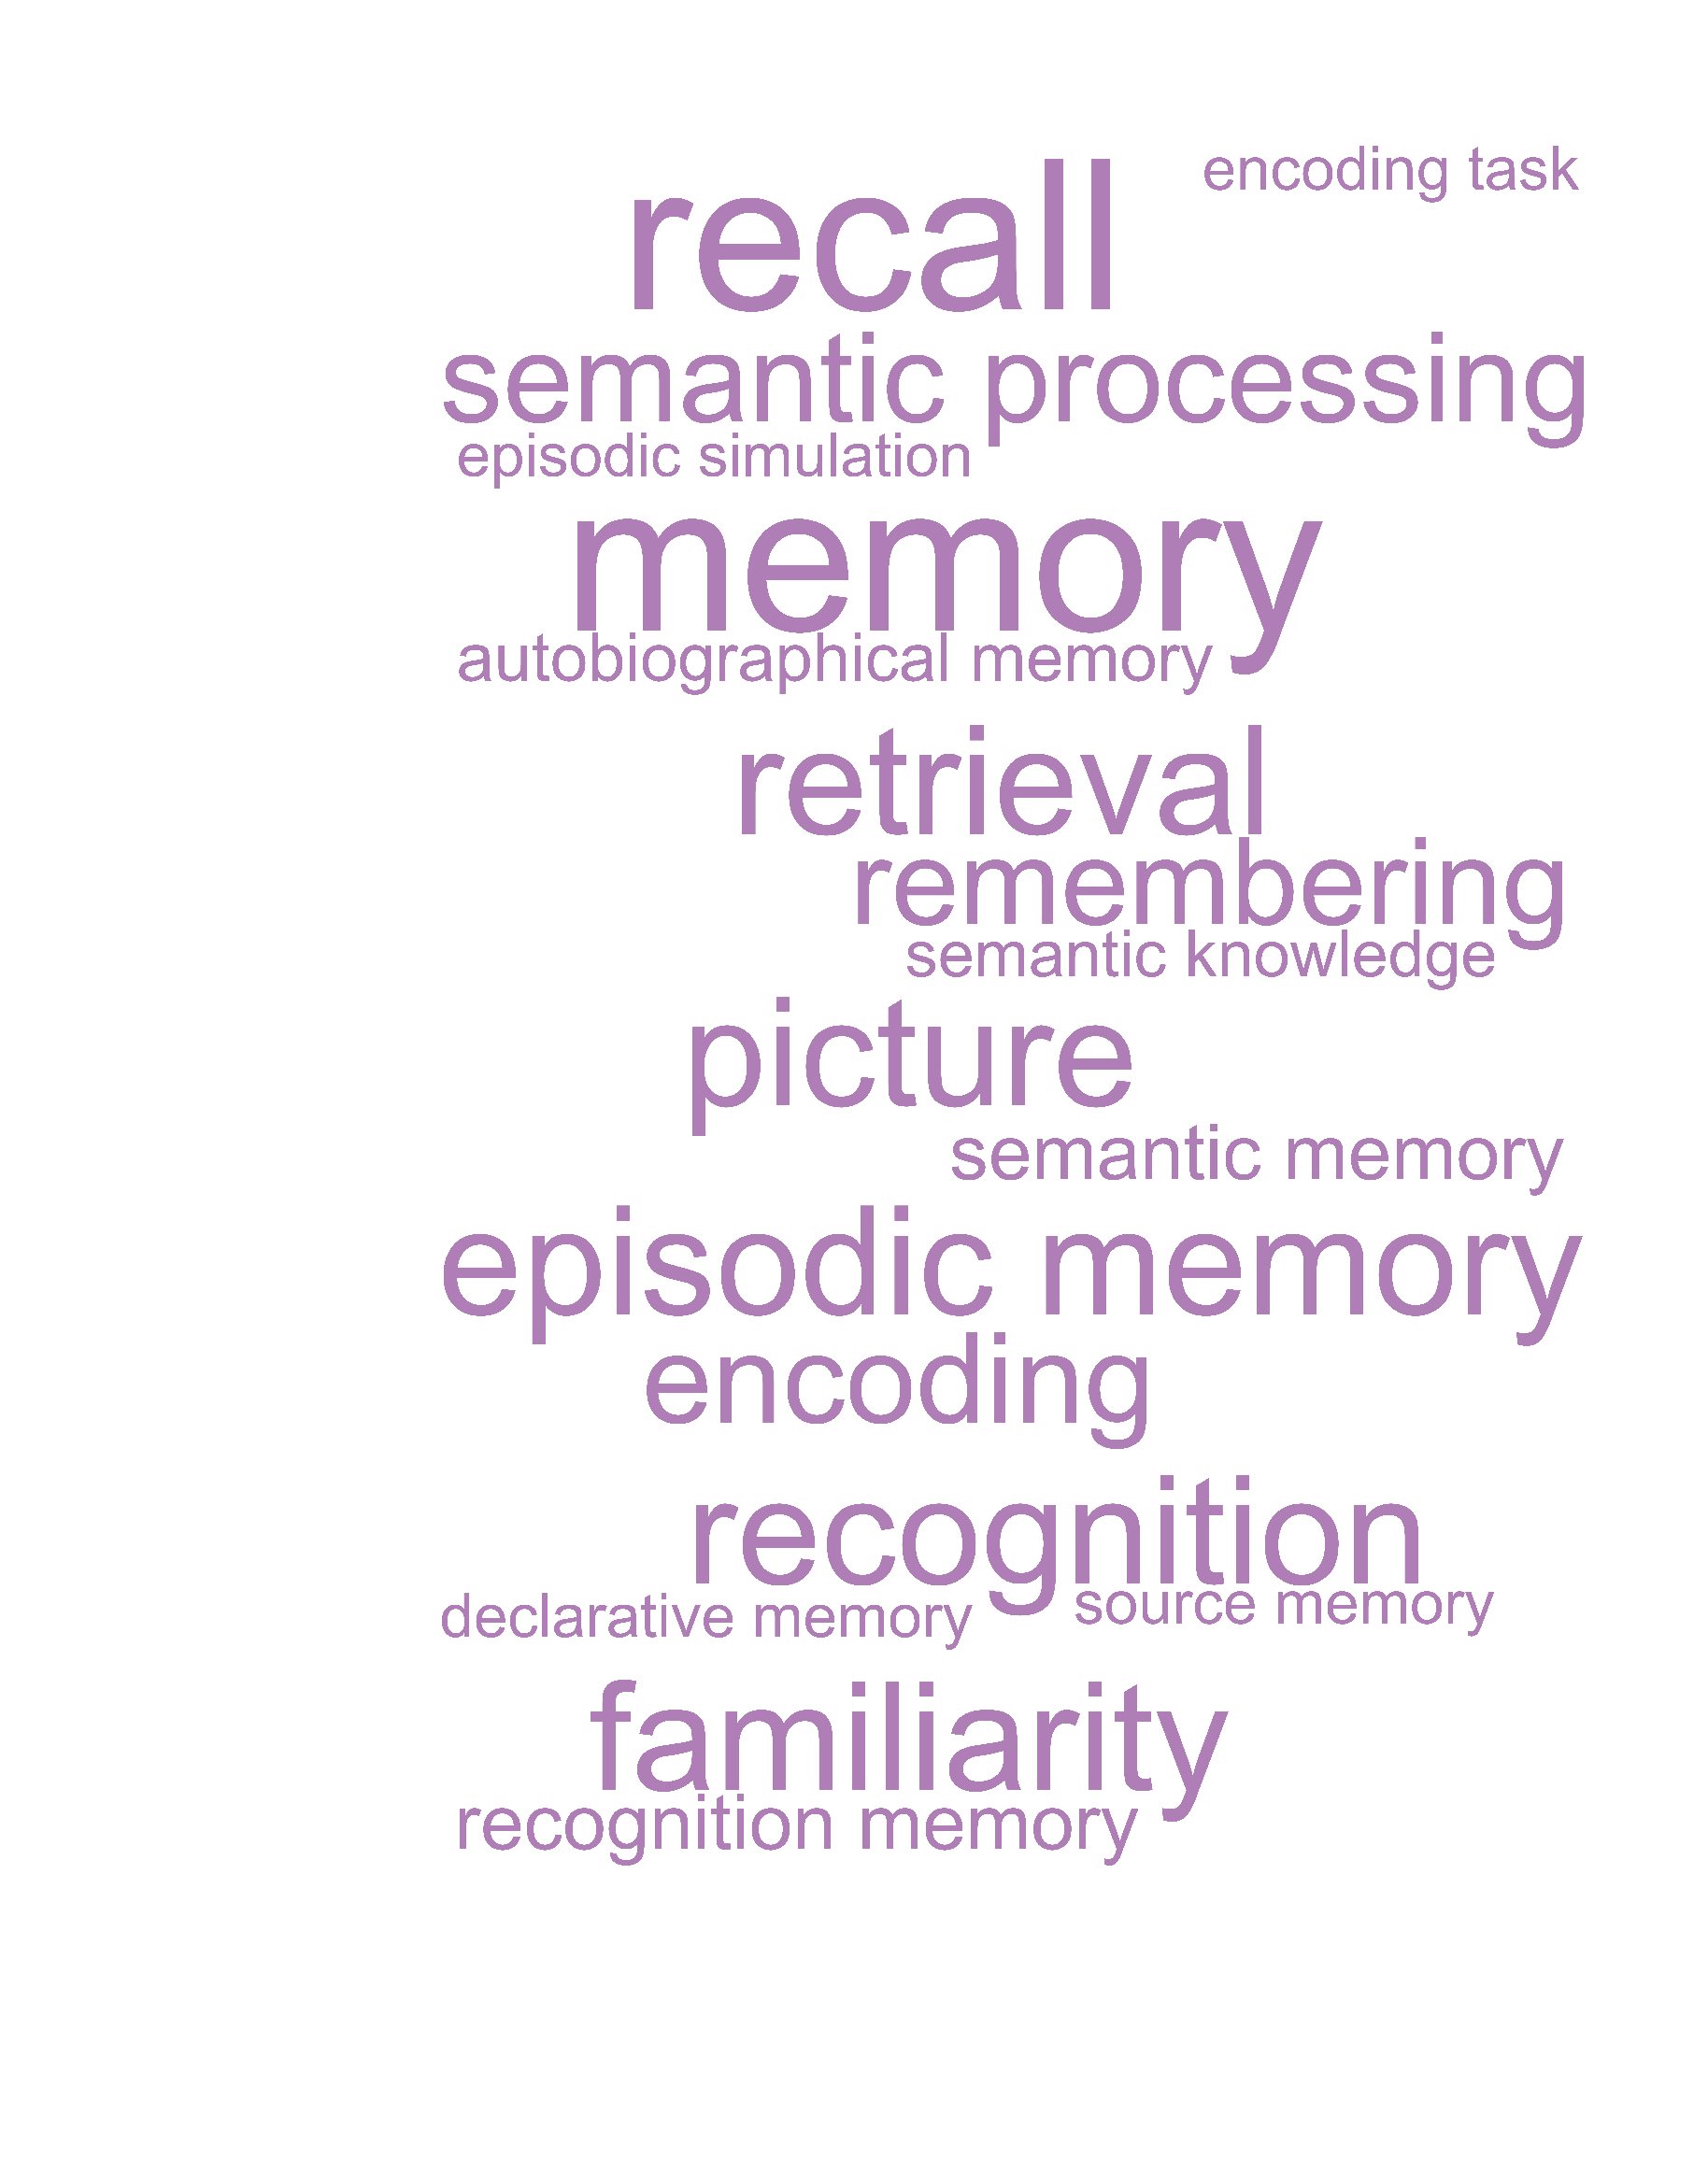 encoding task
recall
semantic processing
episodic simulation
memory
autobiographical memory
retrieval
remembering
semantic knowledge
picture
semantic memory
episodic memory
encoding
recognition
declarative memory
source memory
familiarity
recognition memory